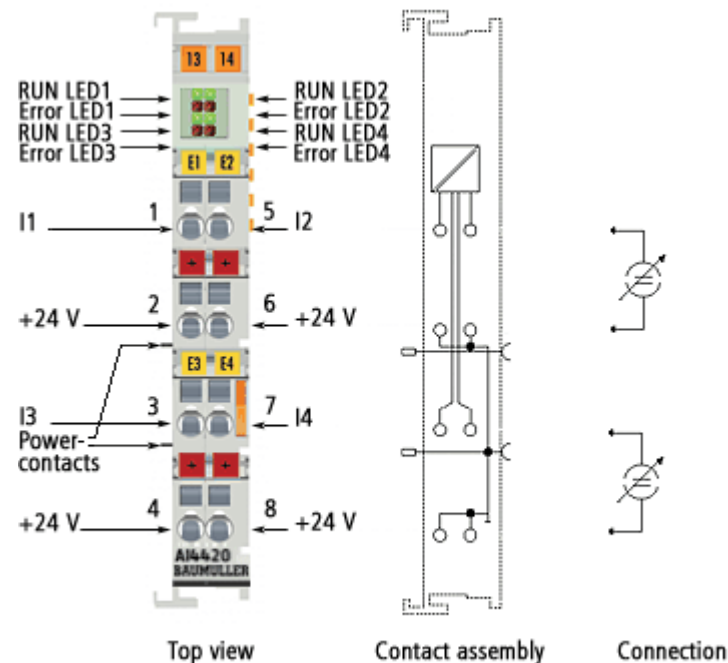 13 14
RUN LED1
Error LED1
RUN LED3
Error LED3
RUN LED2
Error LED2
RUN LED4
Error LED4
E1 E2
I1
1
5
I2
+ +
+24 V
2
6
+24 V
E3 E4
I3
3
7
I4
Power-
contacts
+ +
+24 V
4
8
+24 V
AI4420
BAUMULLER
Top view
Contact assembly
Connection